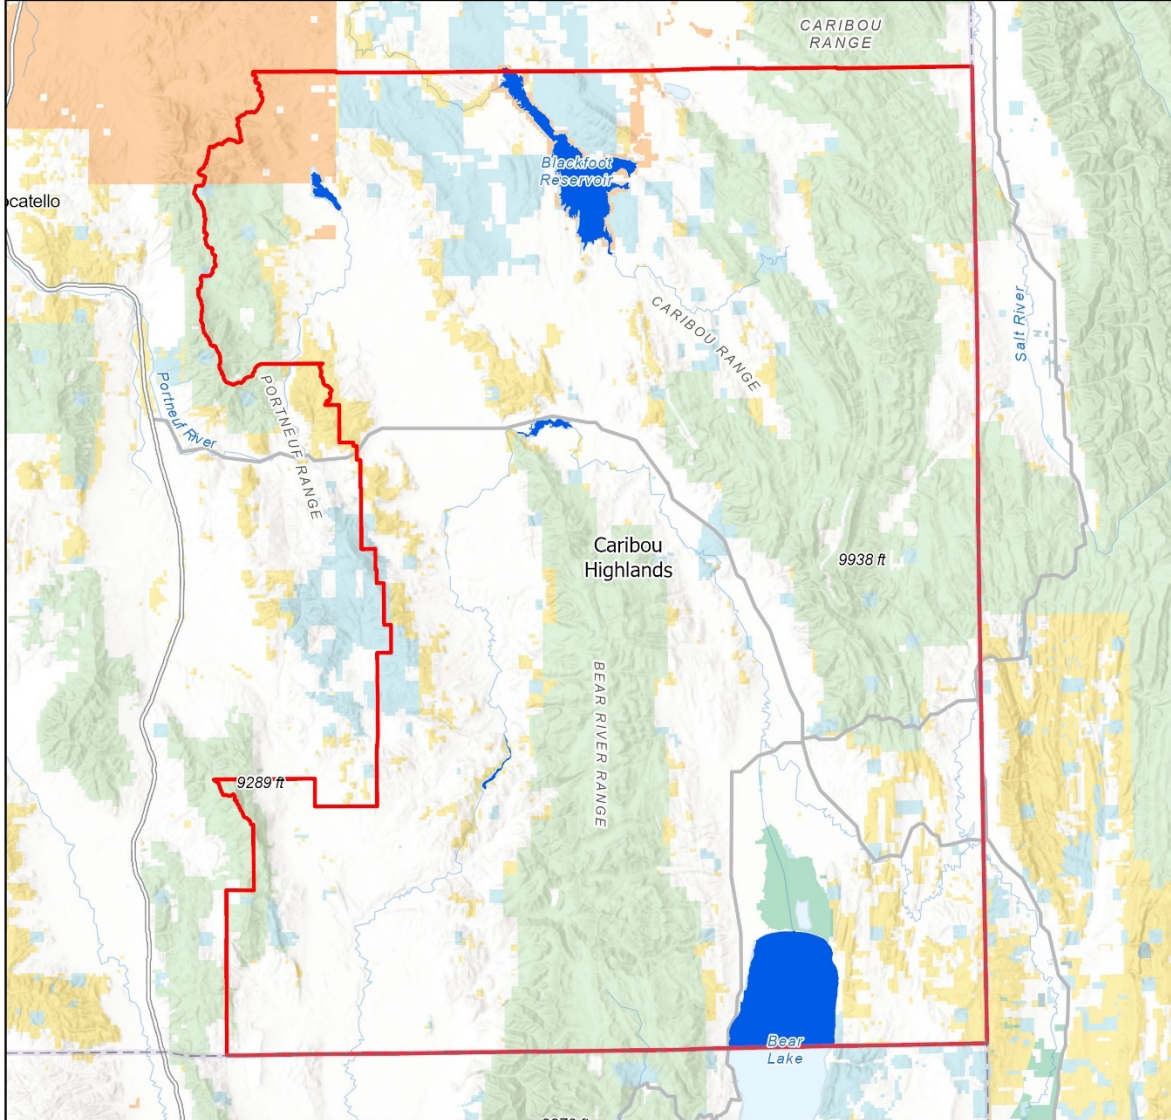 CARIBOU
RANGE
Blackfoot
Reservoir
ocatello
Salt River
CARIBOU RANGE
Portneuf River
PORTNEUF RANGE
Caribou
Highlands
9938 ft
BEAR RIVER RANGE
9289 ft
Bear
Lake